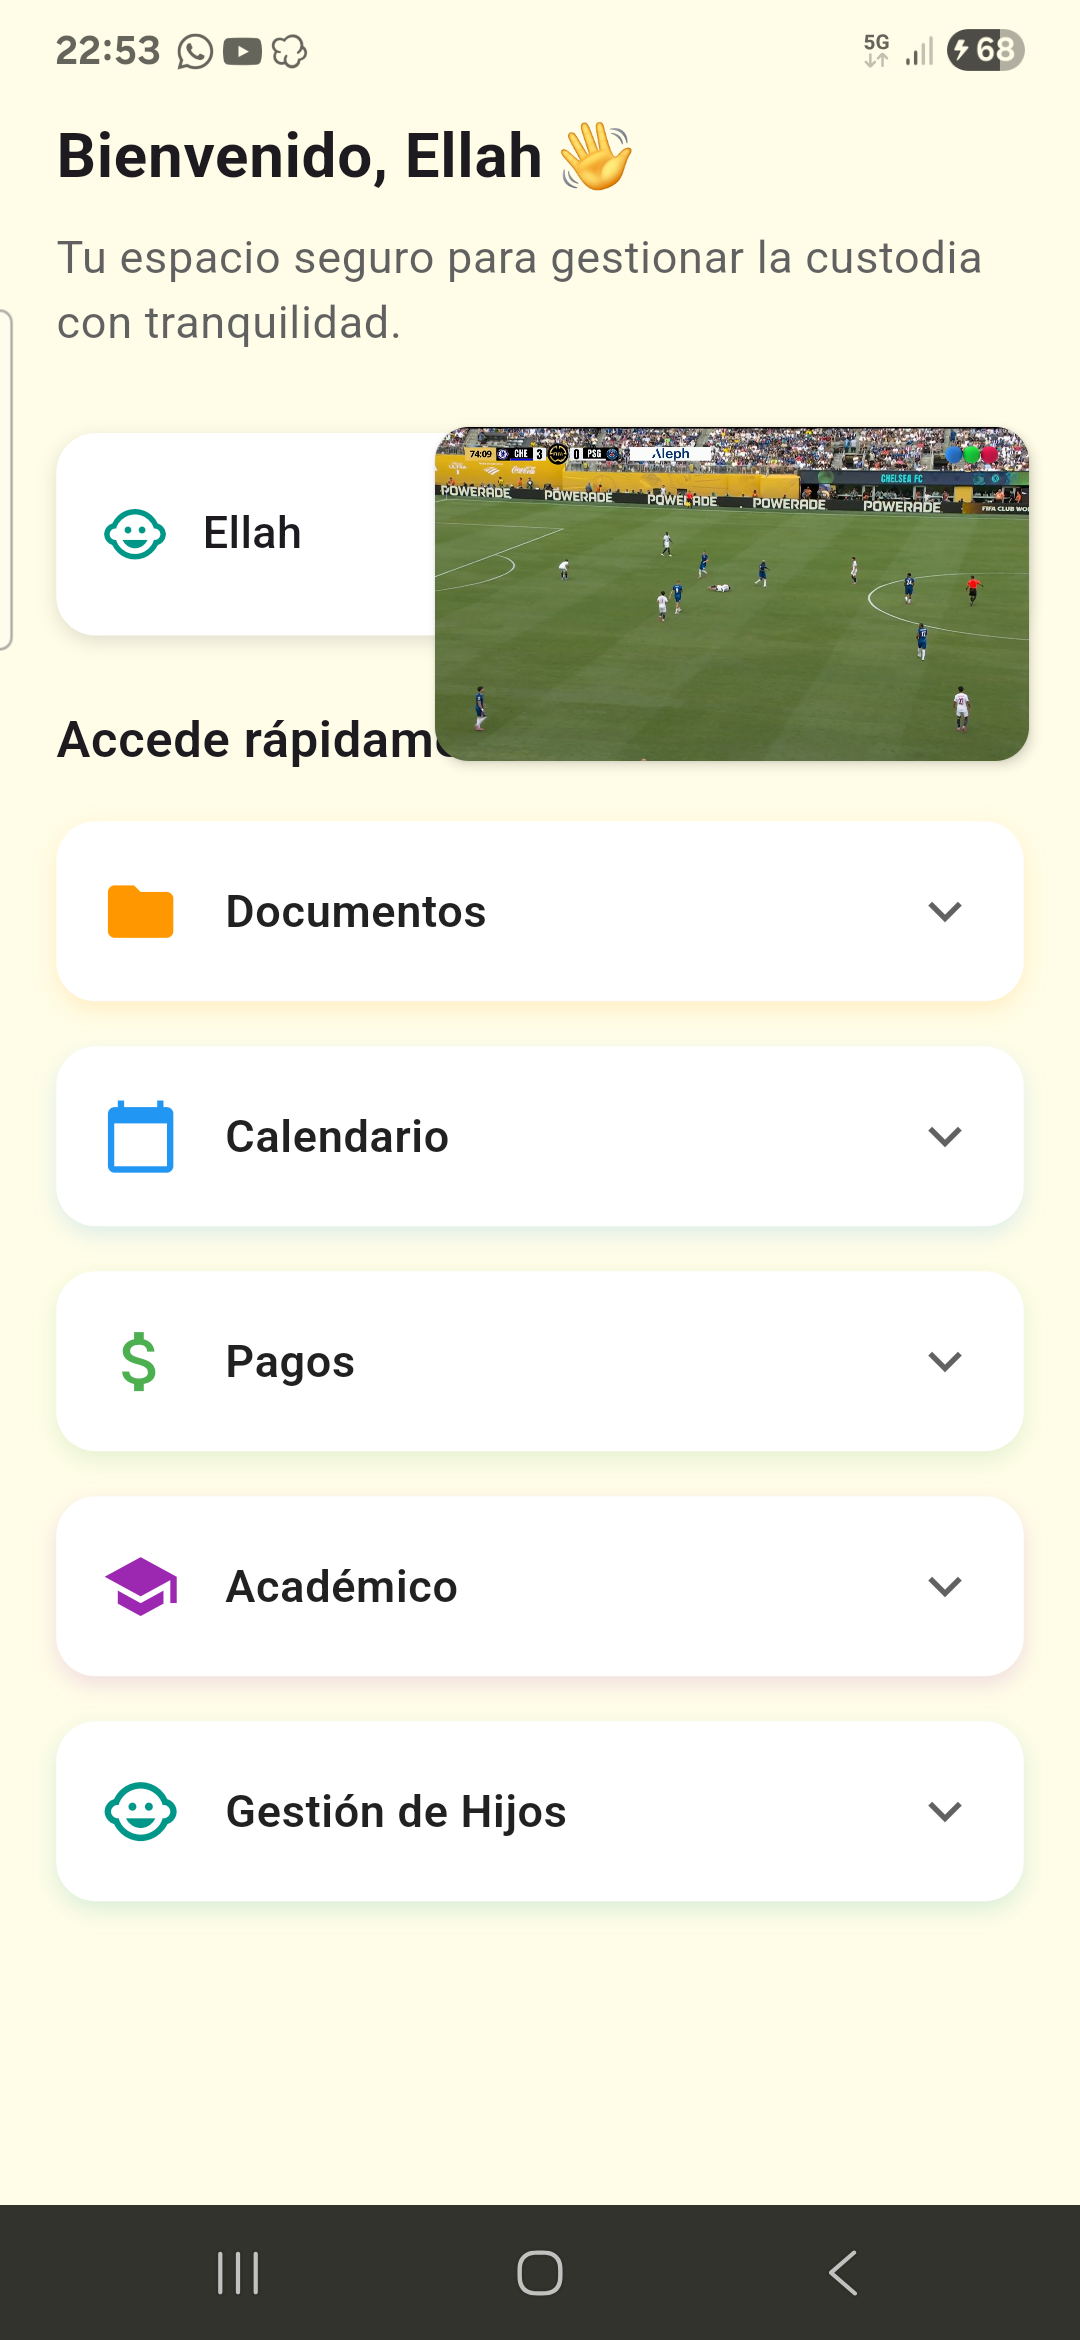 22:53
5G
68
Bienvenido, Ellah 👋
Tu espacio seguro para gestionar la custodia
con tranquilidad.
Ellah
74:09 CHE 3 0 PSG
Aleph
Coca-Cola
CHELSEA FC
POWERADE POWERADE POWERADE POWERADE POWERADE
FIFA CLUB WO
Accede rápidam
Documentos
Calendario
Pagos
Académico
Gestión de Hijos